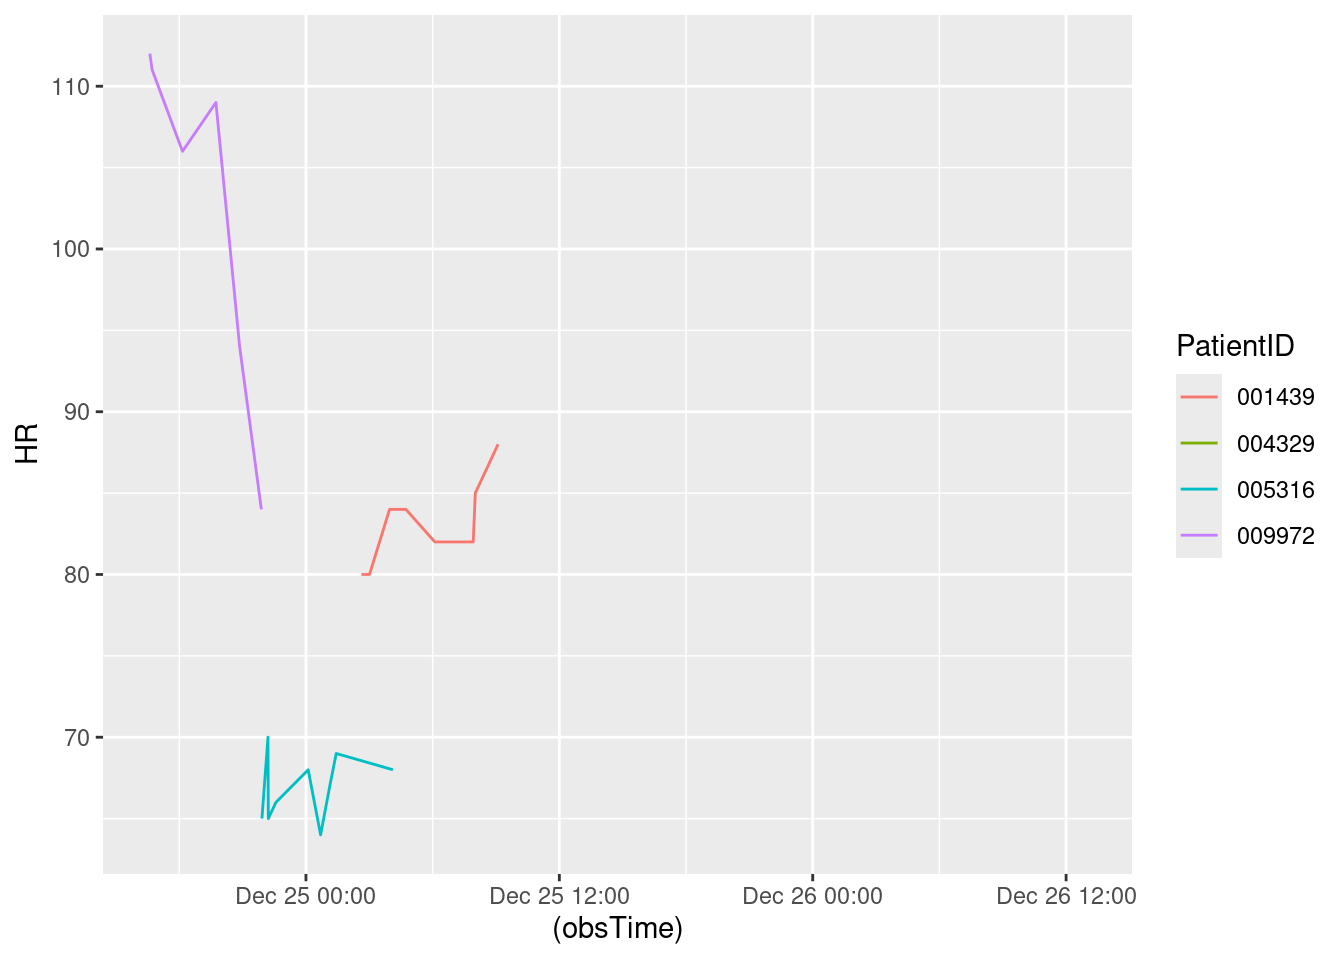 110
100
90
80
70
HR
Dec 25 00:00
Dec 25 12:00
Dec 26 00:00
Dec 26 12:00
(obsTime)
PatientID
001439
004329
005316
009972